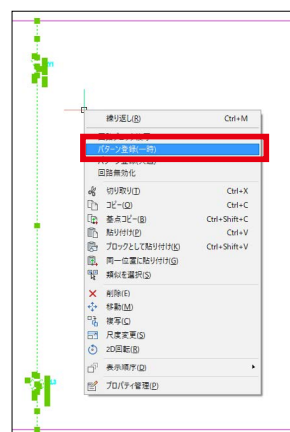 繰り返し(R) Ctrl+M
パターン登録(一時)
回路無効化
切り取り(T) Ctrl+X
コピー(C) Ctrl+C
基点コピー(B) Ctrl+Shift+C
貼り付け(P) Ctrl+V
ブロックとして貼り付け(K) Ctrl+Shift+V
同一位置に貼り付け(G)
類似を選択(S)
削除(E)
移動(M)
複写(C)
尺度変更(S)
2D回転(R)
表示順序(O)
プロパティ管理(P)